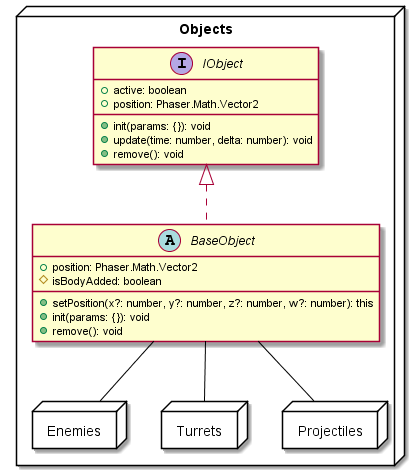 Objects
I IObject
active: boolean
position: Phaser.Math.Vector2
init(params: {}): void
update(time: number, delta: number): void
remove(): void
A BaseObject
position: Phaser.Math.Vector2
isBodyAdded: boolean
setPosition(x?: number, y?: number, z?: number, w?: number): this
init(params: {}): void
remove(): void
Enemies
Turrets
Projectiles